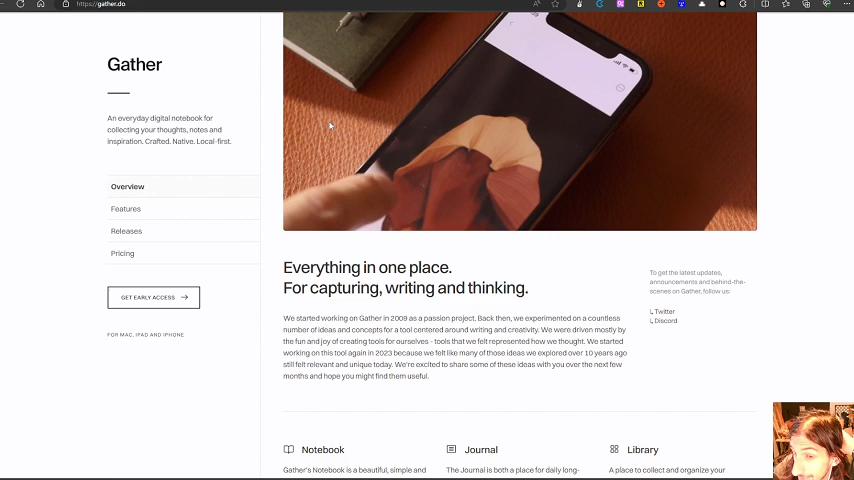 https://gather.do
Gather
An everyday digital notebook for
collecting your thoughts, notes and
inspiration. Crafted. Native. Local-first.
Overview
Features
Releases
Pricing
GET EARLY ACCESS
FOR MAC, IPAD AND IPHONE
Everything in one place.
For capturing, writing and thinking.
We started working on Gather in 2009 as a passion project. Back then, we experimented on a countless
number of ideas and concepts for a tool centered around writing and creativity. We were driven mostly by
the fun and joy of creating tools for ourselves - tools that we felt represented how we thought. We started
working on this tool again in 2023 because we felt like many of those ideas we explored over 10 years ago
still felt relevant and unique today. We're excited to share some of these ideas with you over the next few
months and hope you might find them useful.
To get the latest updates,
announcements and behind-the-
scenes on Gather, follow us:
Twitter
Discord
Notebook
Gather's Notebook is a beautiful, simple and
Journal
The Journal is both a place for daily long-
Library
A place to collect and organize your